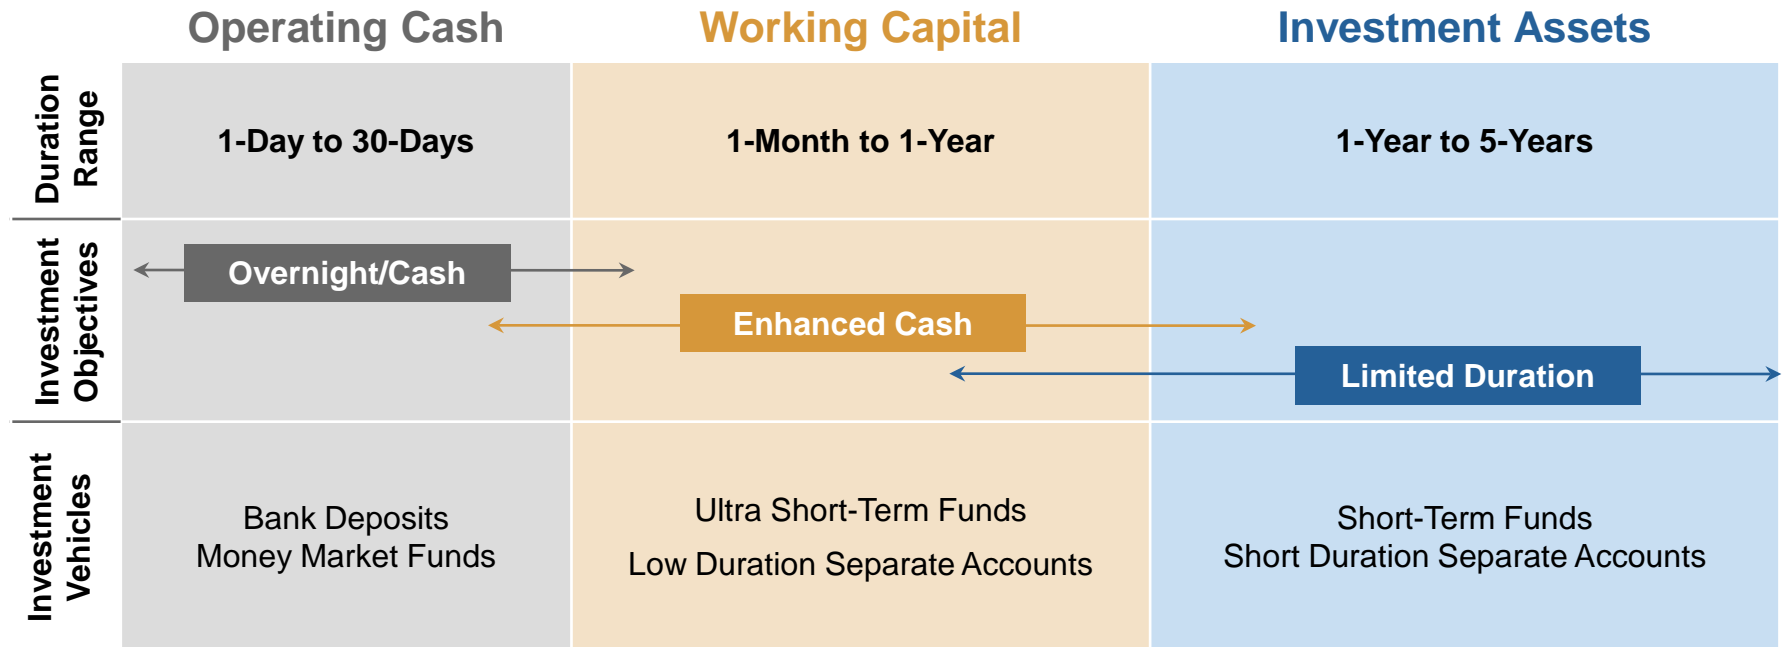 Operating Cash
Working Capital
Investment Assets
Duration
Range
1-Day to 30-Days
1-Month to 1-Year
1-Year to 5-Years
Investment
Objectives
Overnight/Cash
Enhanced Cash
Limited Duration
Investment
Vehicles
Bank Deposits
Money Market Funds
Ultra Short-Term Funds
Low Duration Separate Accounts
Short-Term Funds
Short Duration Separate Accounts